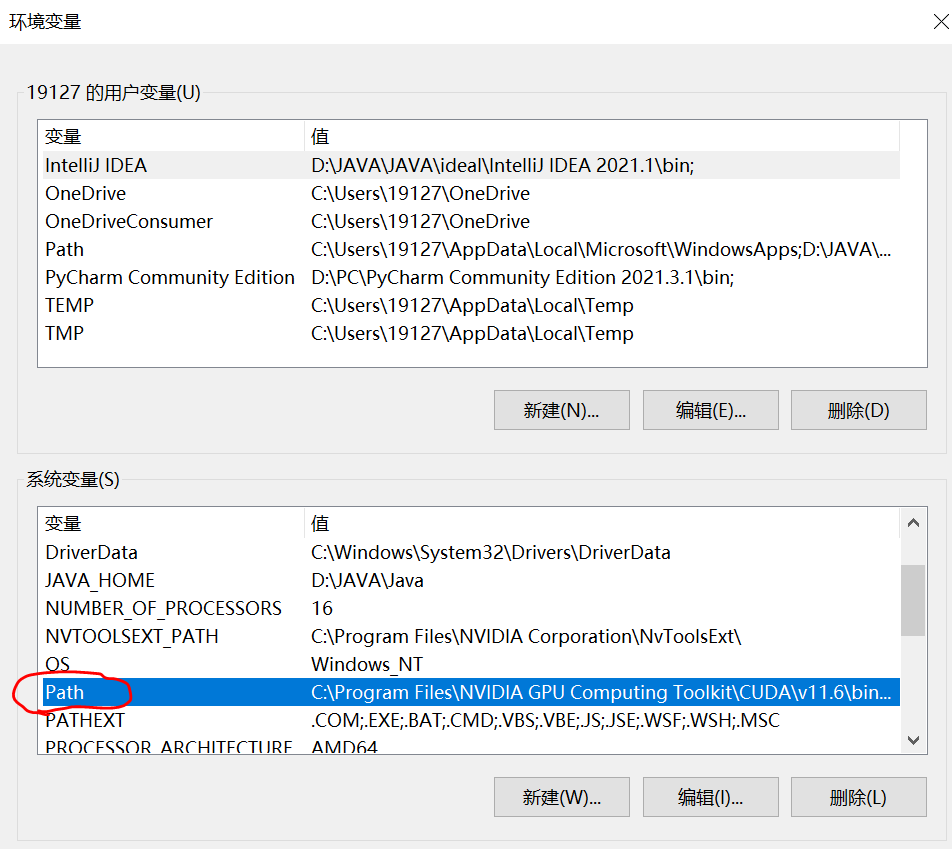 环境变量
19127 的用户变量(U)
变量 值
IntelliJ IDEA D:\JAVA\JAVA\ideal\IntelliJ IDEA 2021.1\bin;
OneDrive C:\Users\19127\OneDrive
OneDriveConsumer C:\Users\19127\OneDrive
Path C:\Users\19127\AppData\Local\Microsoft\WindowsApps;D:\JAVA\...
PyCharm Community Edition D:\PC\PyCharm Community Edition 2021.3.1\bin;
TEMP C:\Users\19127\AppData\Local\Temp
TMP C:\Users\19127\AppData\Local\Temp
新建(N)... 编辑(E)... 删除(D)
系统变量(S)
变量 值
DriverData C:\Windows\System32\Drivers\DriverData
JAVA_HOME D:\JAVA\Java
NUMBER_OF_PROCESSORS 16
NVTOOLSEXT_PATH C:\Program Files\NVIDIA Corporation\NvToolsExt\
OS Windows_NT
Path C:\Program Files\NVIDIA GPU Computing Toolkit\CUDA\v11.6\bin...
PATHEXT .COM;.EXE;.BAT;.CMD;.VBS;.VBE;.JS;.JSE;.WSF;.WSH;.MSC
PROCESSOR_ARCHITECTURE AMD64
新建(W)... 编辑(I)... 删除(L)